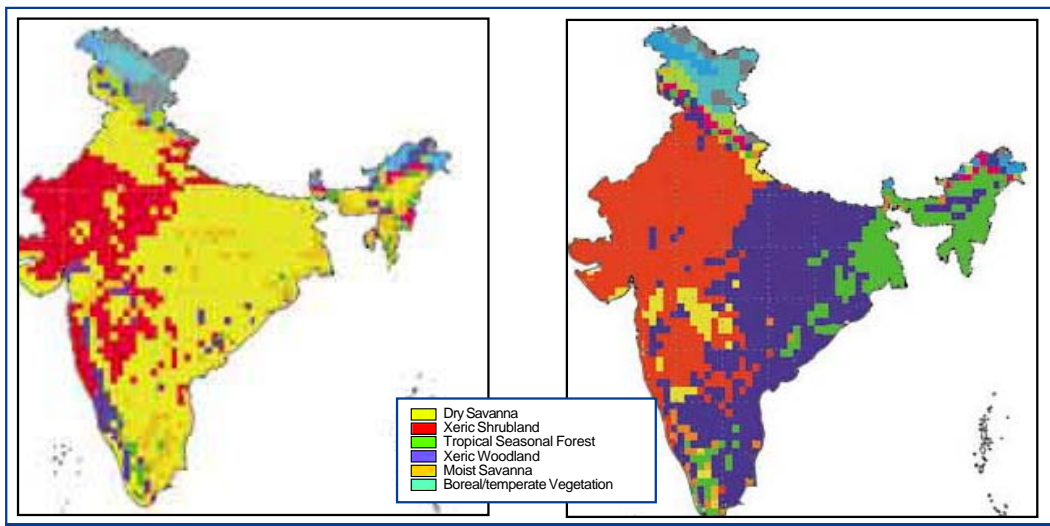 Dry Savanna
Xeric Shrubland
Tropical Seasonal Forest
Xeric Woodland
Moist Savanna
Boreal/temperate Vegetation